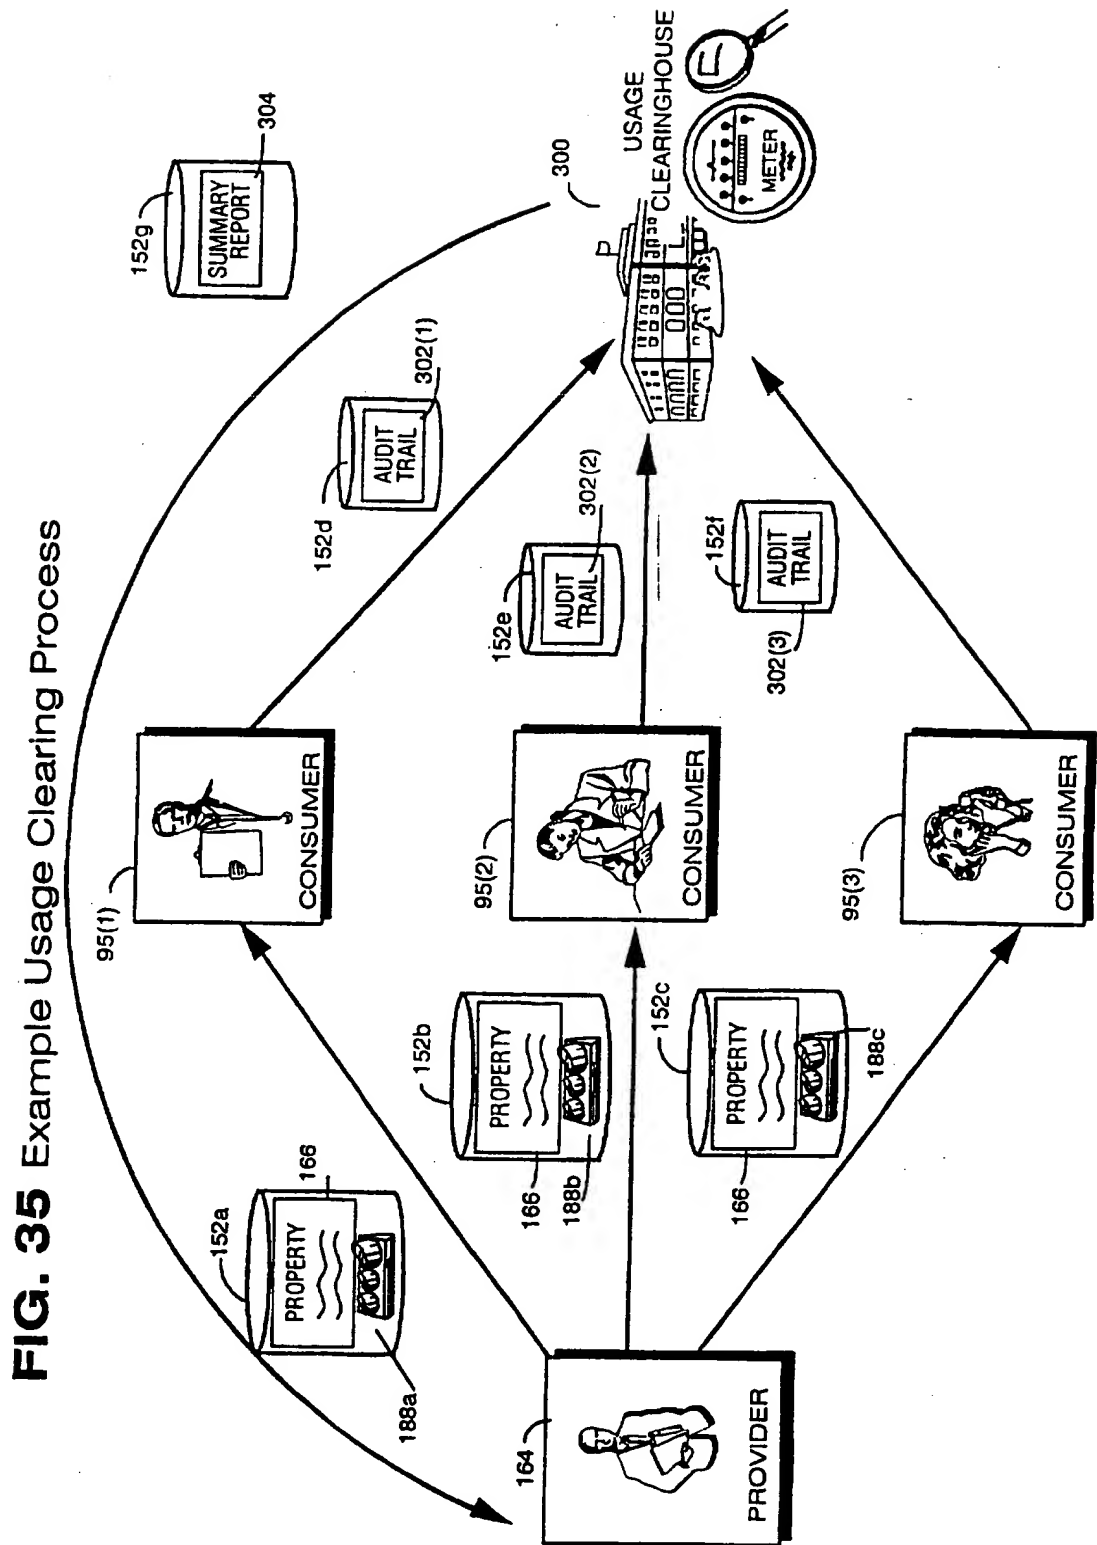 FIG. 35 Example Usage Clearing Process
152g
SUMMARY
REPORT
304
300
USAGE
CLEARINGHOUSE
METER
152d
AUDIT
TRAIL
302(1)
152e
AUDIT
TRAIL
302(2)
152f
AUDIT
TRAIL
302(3)
95(1)
CONSUMER
95(2)
CONSUMER
95(3)
CONSUMER
152a
PROPERTY
166
188a
152b
PROPERTY
166
188b
152c
PROPERTY
166
188c
164
PROVIDER